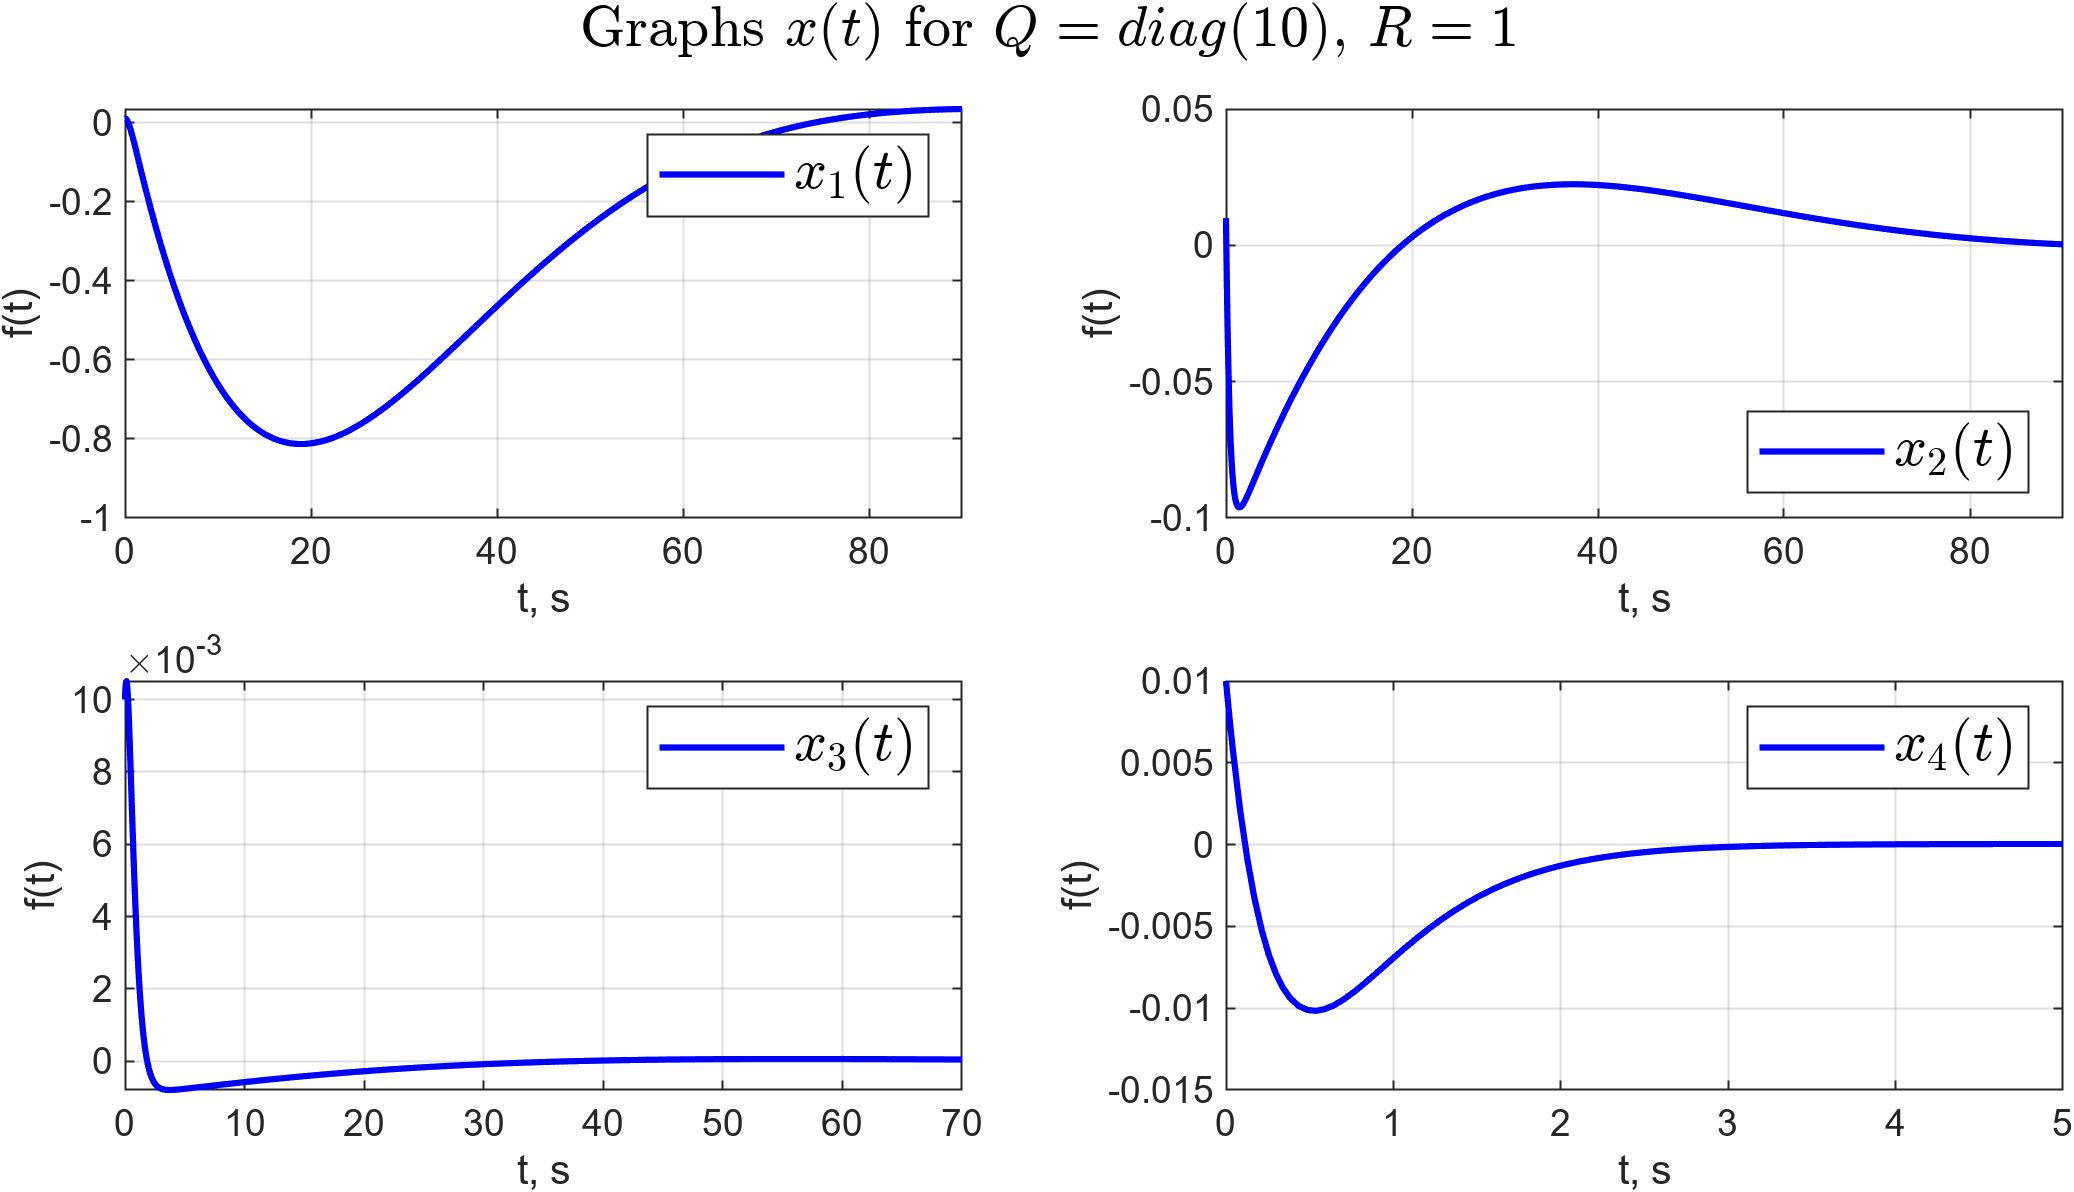 Graphs x(t) for Q = diag(10), R = 1
0
-0.2
-0.4
-0.6
-0.8
-1
f(t)
x₁(t)
0 20 40 60 80
t, s
0.05
0
-0.05
-0.1
f(t)
x₂(t)
0 20 40 60 80
t, s
×10⁻³
10
8
6
4
2
0
f(t)
x₃(t)
0 10 20 30 40 50 60 70
t, s
0.01
0.005
0
-0.005
-0.01
-0.015
f(t)
x₄(t)
0 1 2 3 4 5
t, s